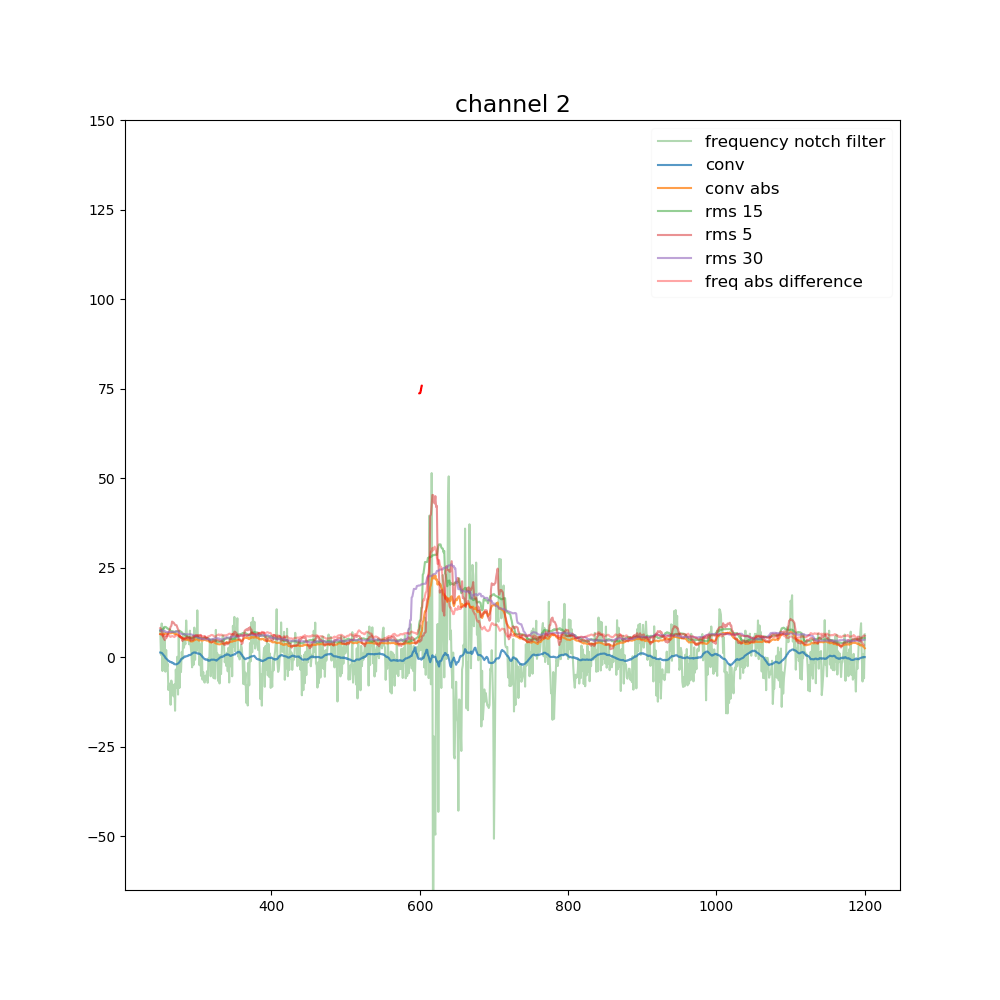 channel 2
150
125
100
75
50
25
0
−25
−50
400
600
800
1000
1200
frequency notch filter
conv
conv abs
rms 15
rms 5
rms 30
freq abs difference